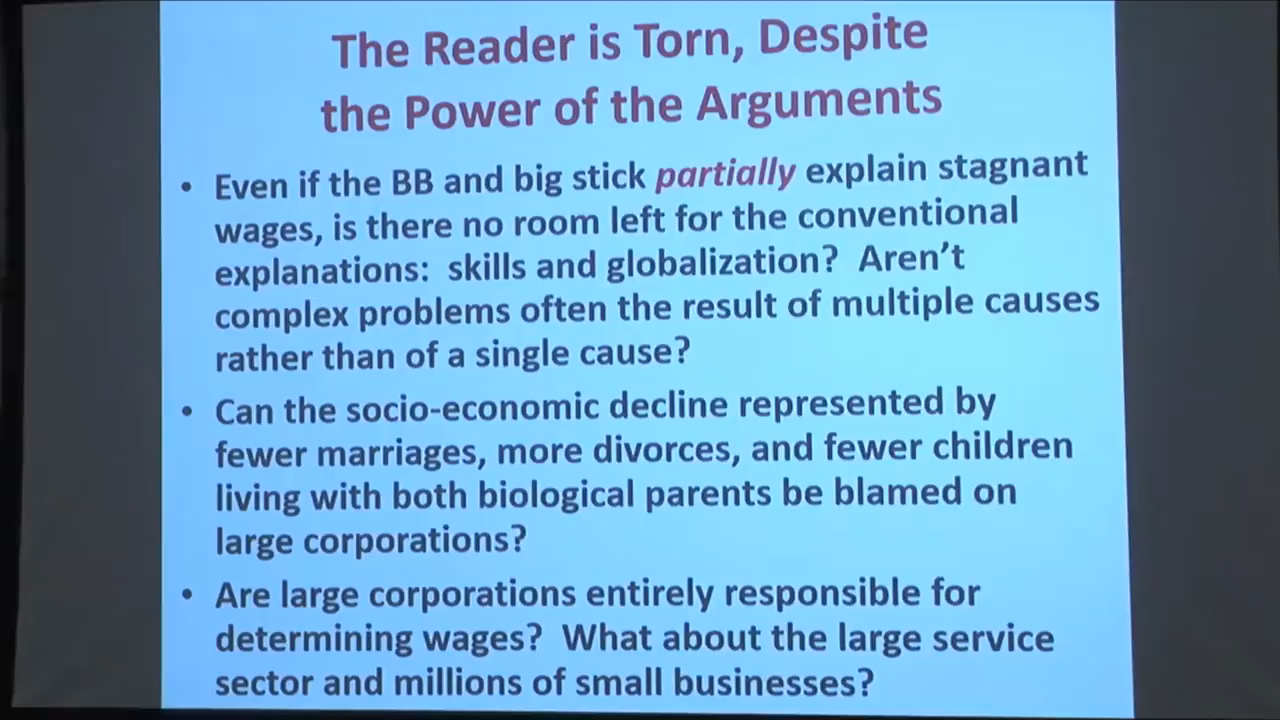 The Reader is Torn, Despite
the Power of the Arguments
• Even if the BB and big stick partially explain stagnant
wages, is there no room left for the conventional
explanations:  skills and globalization?  Aren’t
complex problems often the result of multiple causes
rather than of a single cause?
• Can the socio-economic decline represented by
fewer marriages, more divorces, and fewer children
living with both biological parents be blamed on
large corporations?
• Are large corporations entirely responsible for
determining wages?  What about the large service
sector and millions of small businesses?